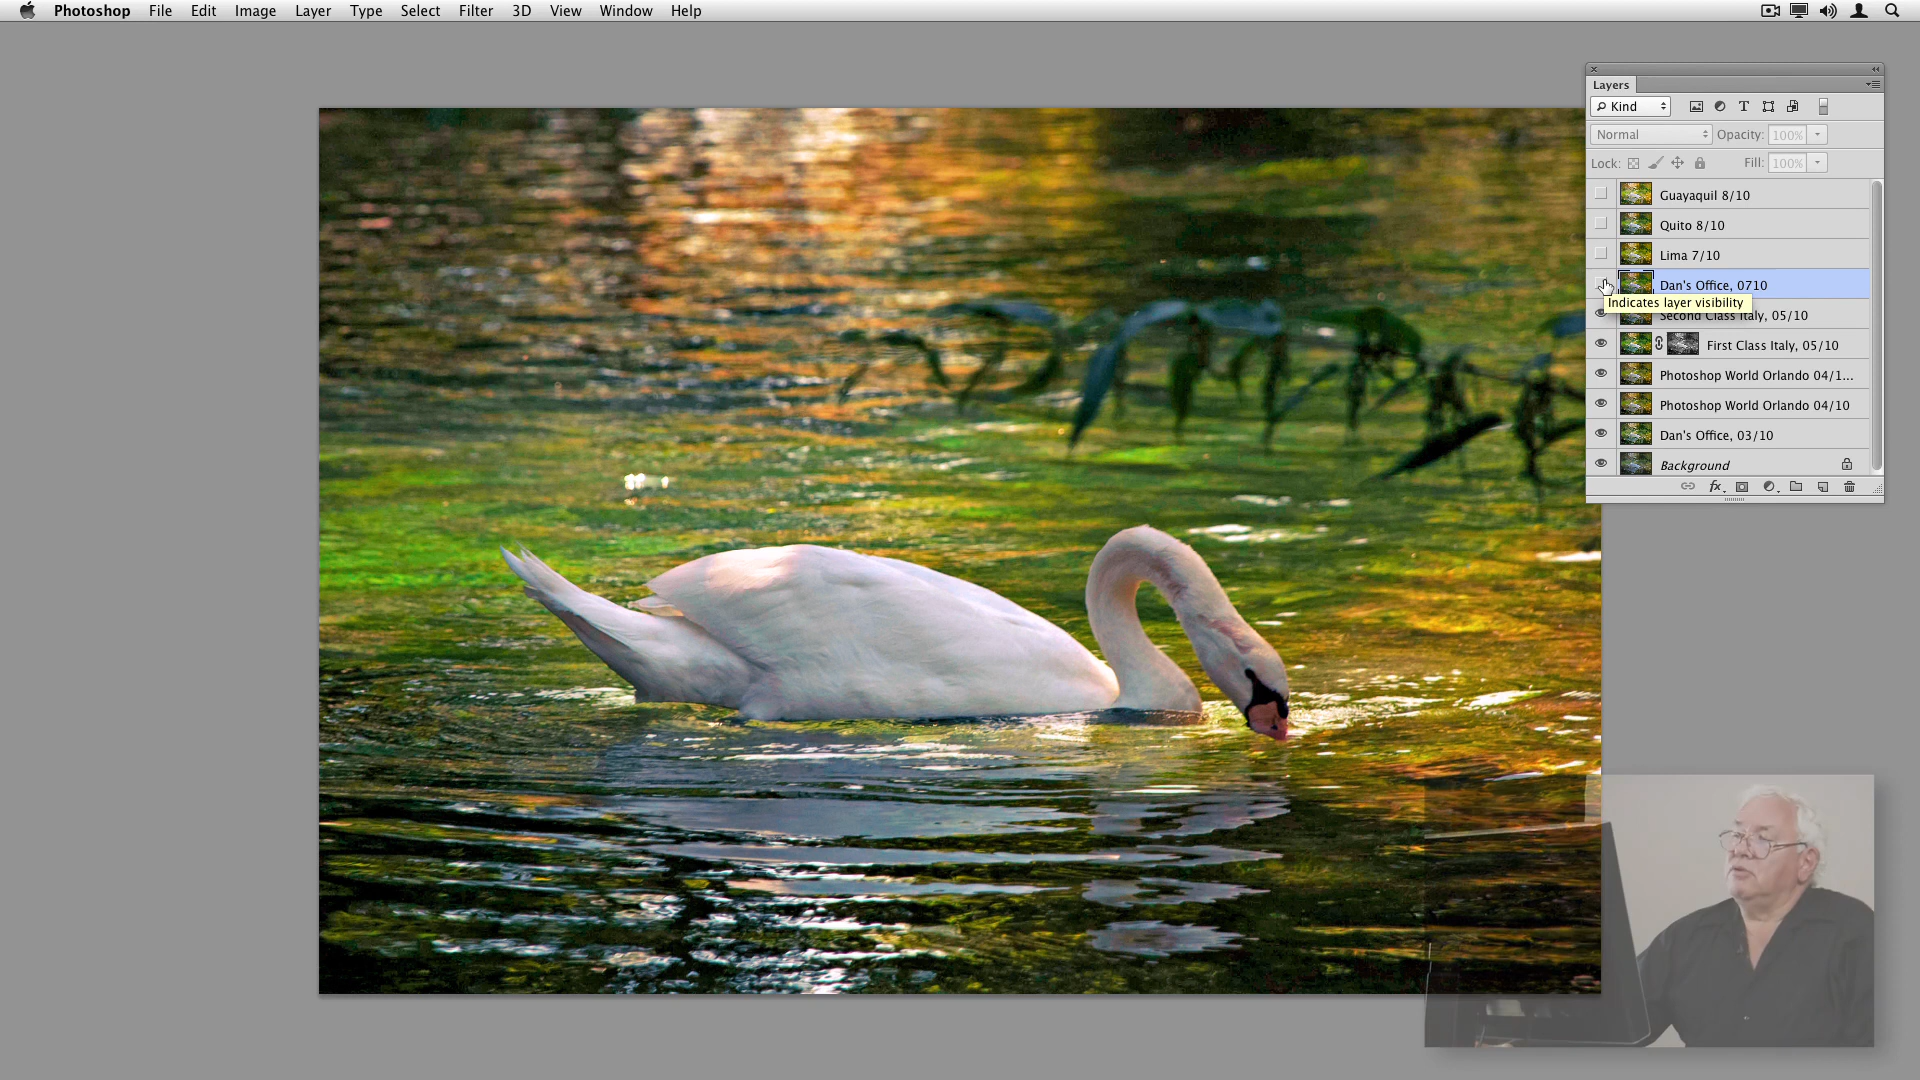 Photoshop File Edit Image Layer Type Select Filter 3D View Window Help
Layers
Kind
Normal Opacity: 100%
Lock: Fill: 100%
Guayaquil 8/10
Quito 8/10
Lima 7/10
Dan's Office, 0710
Indicates layer visibility
Second Class Italy, 05/10
First Class Italy, 05/10
Photoshop World Orlando 04/1...
Photoshop World Orlando 04/10
Dan's Office, 03/10
Background
fx